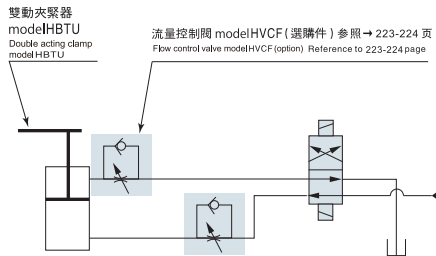 雙動夾緊器
modelHBTU
Double acting clamp
model HBTU
流量控制閥 modelHVCF(選購件) 參照→223-224 页
Flow control valve modelHVCF(option) Reference to 223-224 page